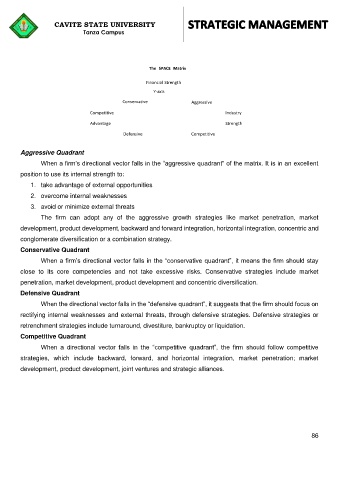 CAVITE STATE UNIVERSITY
Tanza Campus
STRATEGIC MANAGEMENT
The SPACE Matrix
Financial Strength
Y-axis
Conservative Aggressive
Competitive Industry
Advantage Strength
Defensive Competitive
Aggressive Quadrant
When a firm's directional vector falls in the "aggressive quadrant" of the matrix. It is in an excellent
position to use its internal strength to:
1. take advantage of external opportunities
2. overcome internal weaknesses
3. avoid or minimize external threats
The firm can adopt any of the aggressive growth strategies like market penetration, market
development, product development, backward and forward integration, horizontal integration, concentric and
conglomerate diversification or a combination strategy.
Conservative Quadrant
When a firm's directional vector falls in the "conservative quadrant", it means the firm should stay
close to its core competencies and not take excessive risks. Conservative strategies include market
penetration, market development, product development and concentric diversification.
Defensive Quadrant
When the directional vector falls in the "defensive quadrant", it suggests that the firm should focus on
rectifying internal weaknesses and external threats, through defensive strategies. Defensive strategies or
retrenchment strategies include turnaround, divestiture, bankruptcy or liquidation.
Competitive Quadrant
When a directional vector falls in the "competitive quadrant", the firm should follow competitive
strategies, which include backward, forward, and horizontal integration, market penetration; market
development, product development, joint ventures and strategic alliances.
86